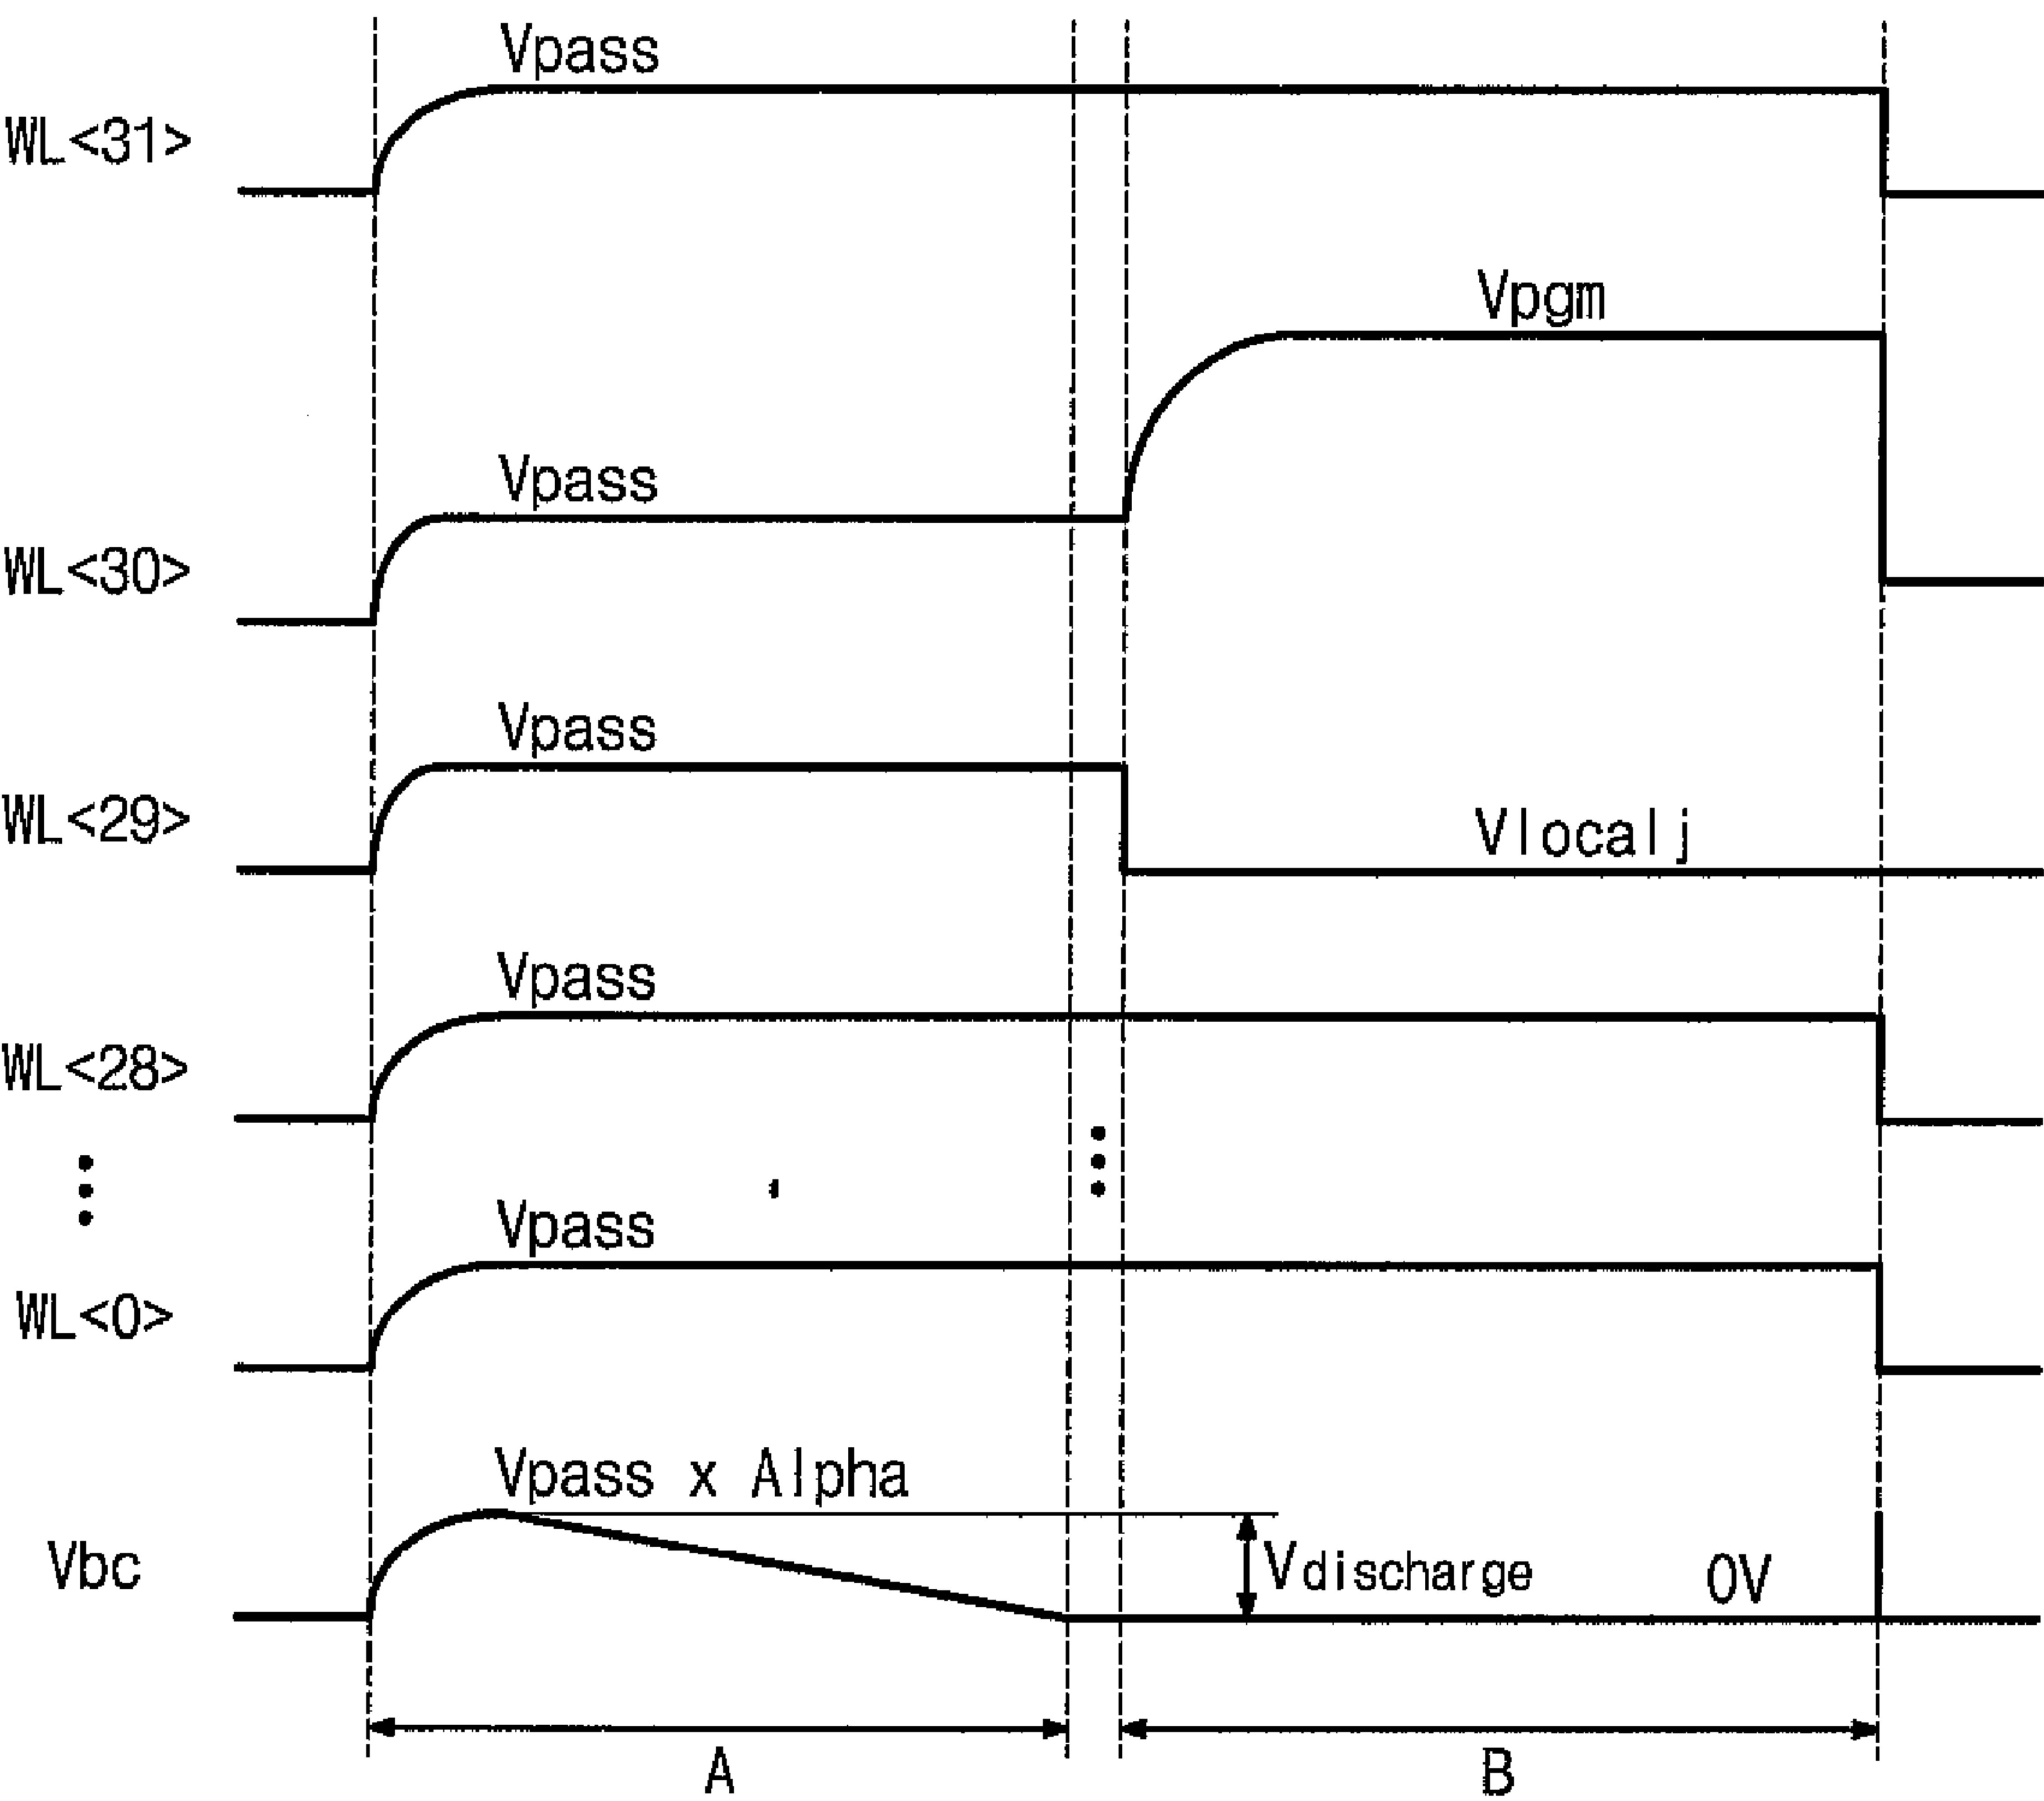 Vpass
WL<31>
Vpgm
Vpass
WL<30>
Vpass
WL<29>
Vlocalj
Vpass
WL<28>
Vpass
WL<0>
Vpass x Alpha
Vbc
Vdischarge
0V
A
B